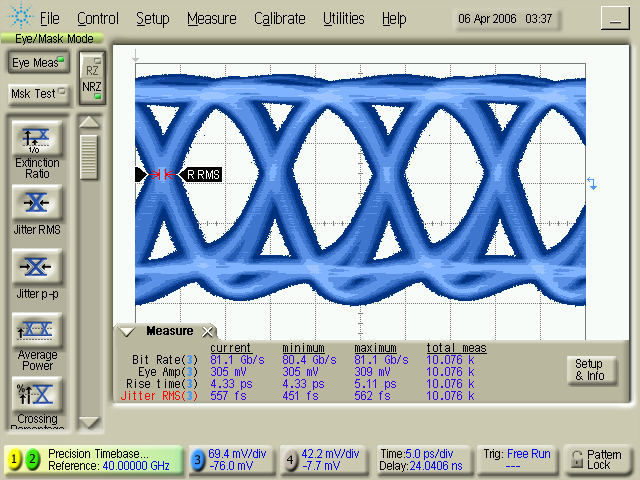 File Control Setup Measure Calibrate Utilities Help 06 Apr 2006 03:37
Eye/Mask Mode
Eye Meas
RZ
NRZ
Msk Test
1/0
Extinction
Ratio
R RMS
Jitter RMS
Jitter p-p
Average
Power
%
Crossing
Percentage
Measure
current minimum maximum total meas
Bit Rate(3) 81.1 Gb/s 80.4 Gb/s 81.1 Gb/s 10.076 k
Eye Amp(3) 305 mV 305 mV 309 mV 10.076 k
Rise time(3) 4.33 ps 4.33 ps 5.11 ps 10.076 k
Jitter RMS(3) 557 fs 451 fs 562 fs 10.076 k
Setup
& Info
1 2 Precision Timebase...
Reference: 40.00000 GHz
3 69.4 mV/div
-76.0 mV
4 42.2 mV/div
-7.7 mV
Time:5.0 ps/div
Delay:24.0406 ns
Trig: Free Run
---
Pattern
Lock